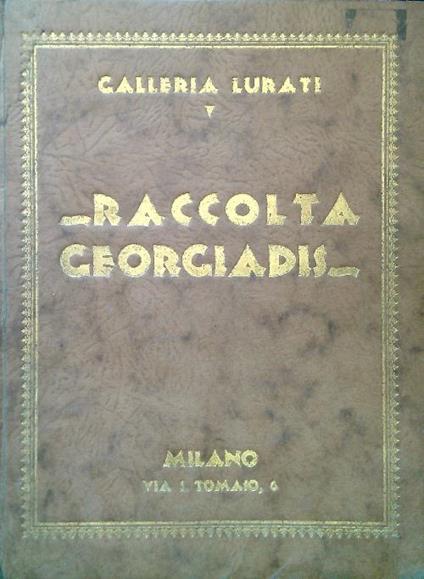 GALLERIA LURATI
RACCOLTA
GEORGIADIS
MILANO
VIA S. TOMASO, 6